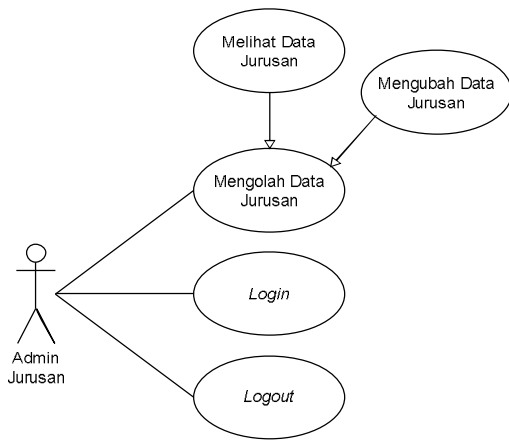 Melihat Data
Jurusan
Mengubah Data
Jurusan
Mengolah Data
Jurusan
Login
Admin
Jurusan
Logout